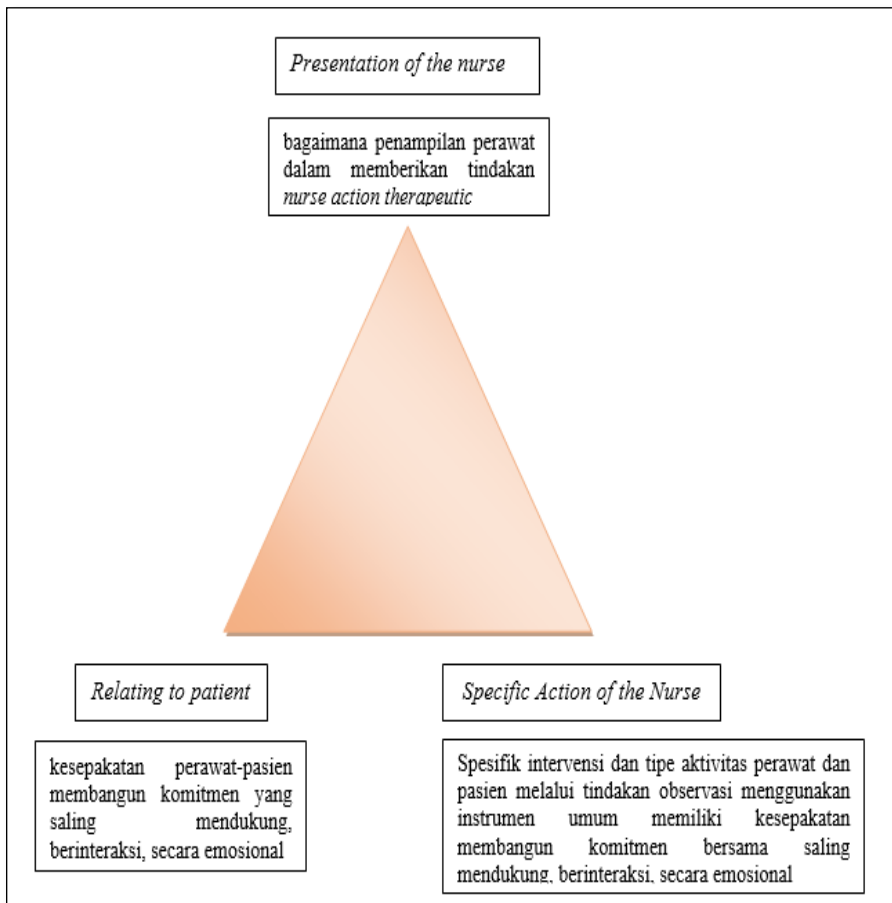 Presentation of the nurse
bagaimana penampilan perawat
dalam memberikan tindakan
nurse action therapeutic
Relating to patient
Specific Action of the Nurse
kesepakatan perawat-pasien
membangun komitmen yang
saling mendukung,
berinteraksi, secara emosional
Spesifik intervensi dan tipe aktivitas perawat dan
pasien melalui tindakan observasi menggunakan
instrumen umum memiliki kesepakatan
membangun komitmen bersama saling
mendukung, berinteraksi, secara emosional